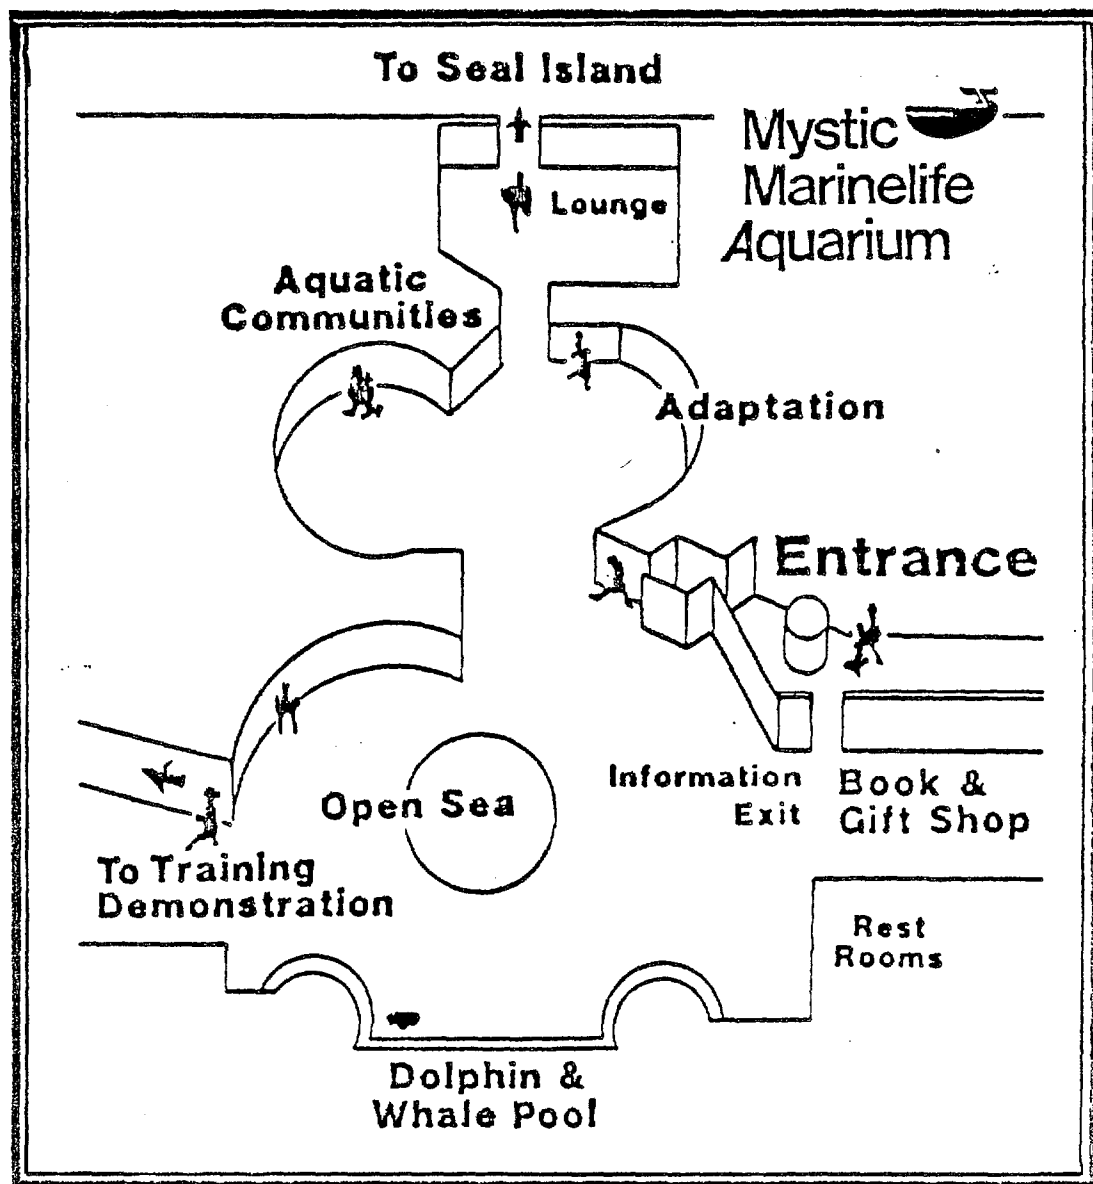 To Seal Island
Mystic
Marinelife
Aquarium
Lounge
Aquatic
Communities
Adaptation
Entrance
Information
Exit
Book &
Gift Shop
Open Sea
To Training
Demonstration
Rest
Rooms
Dolphin &
Whale Pool